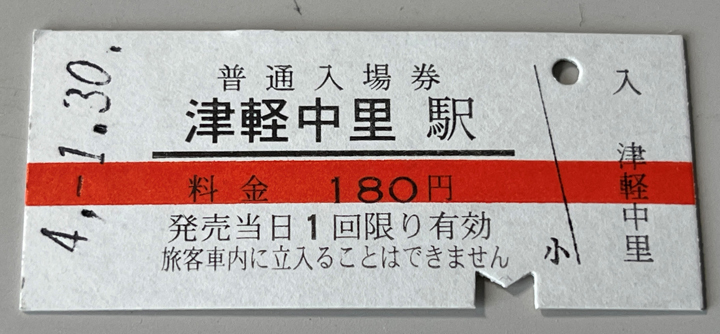 4.-1.30.
普通入場券
津軽中里 駅
料金 180円
発売当日1回限り有効
旅客車内に立入ることはできません
小
入
津軽中里